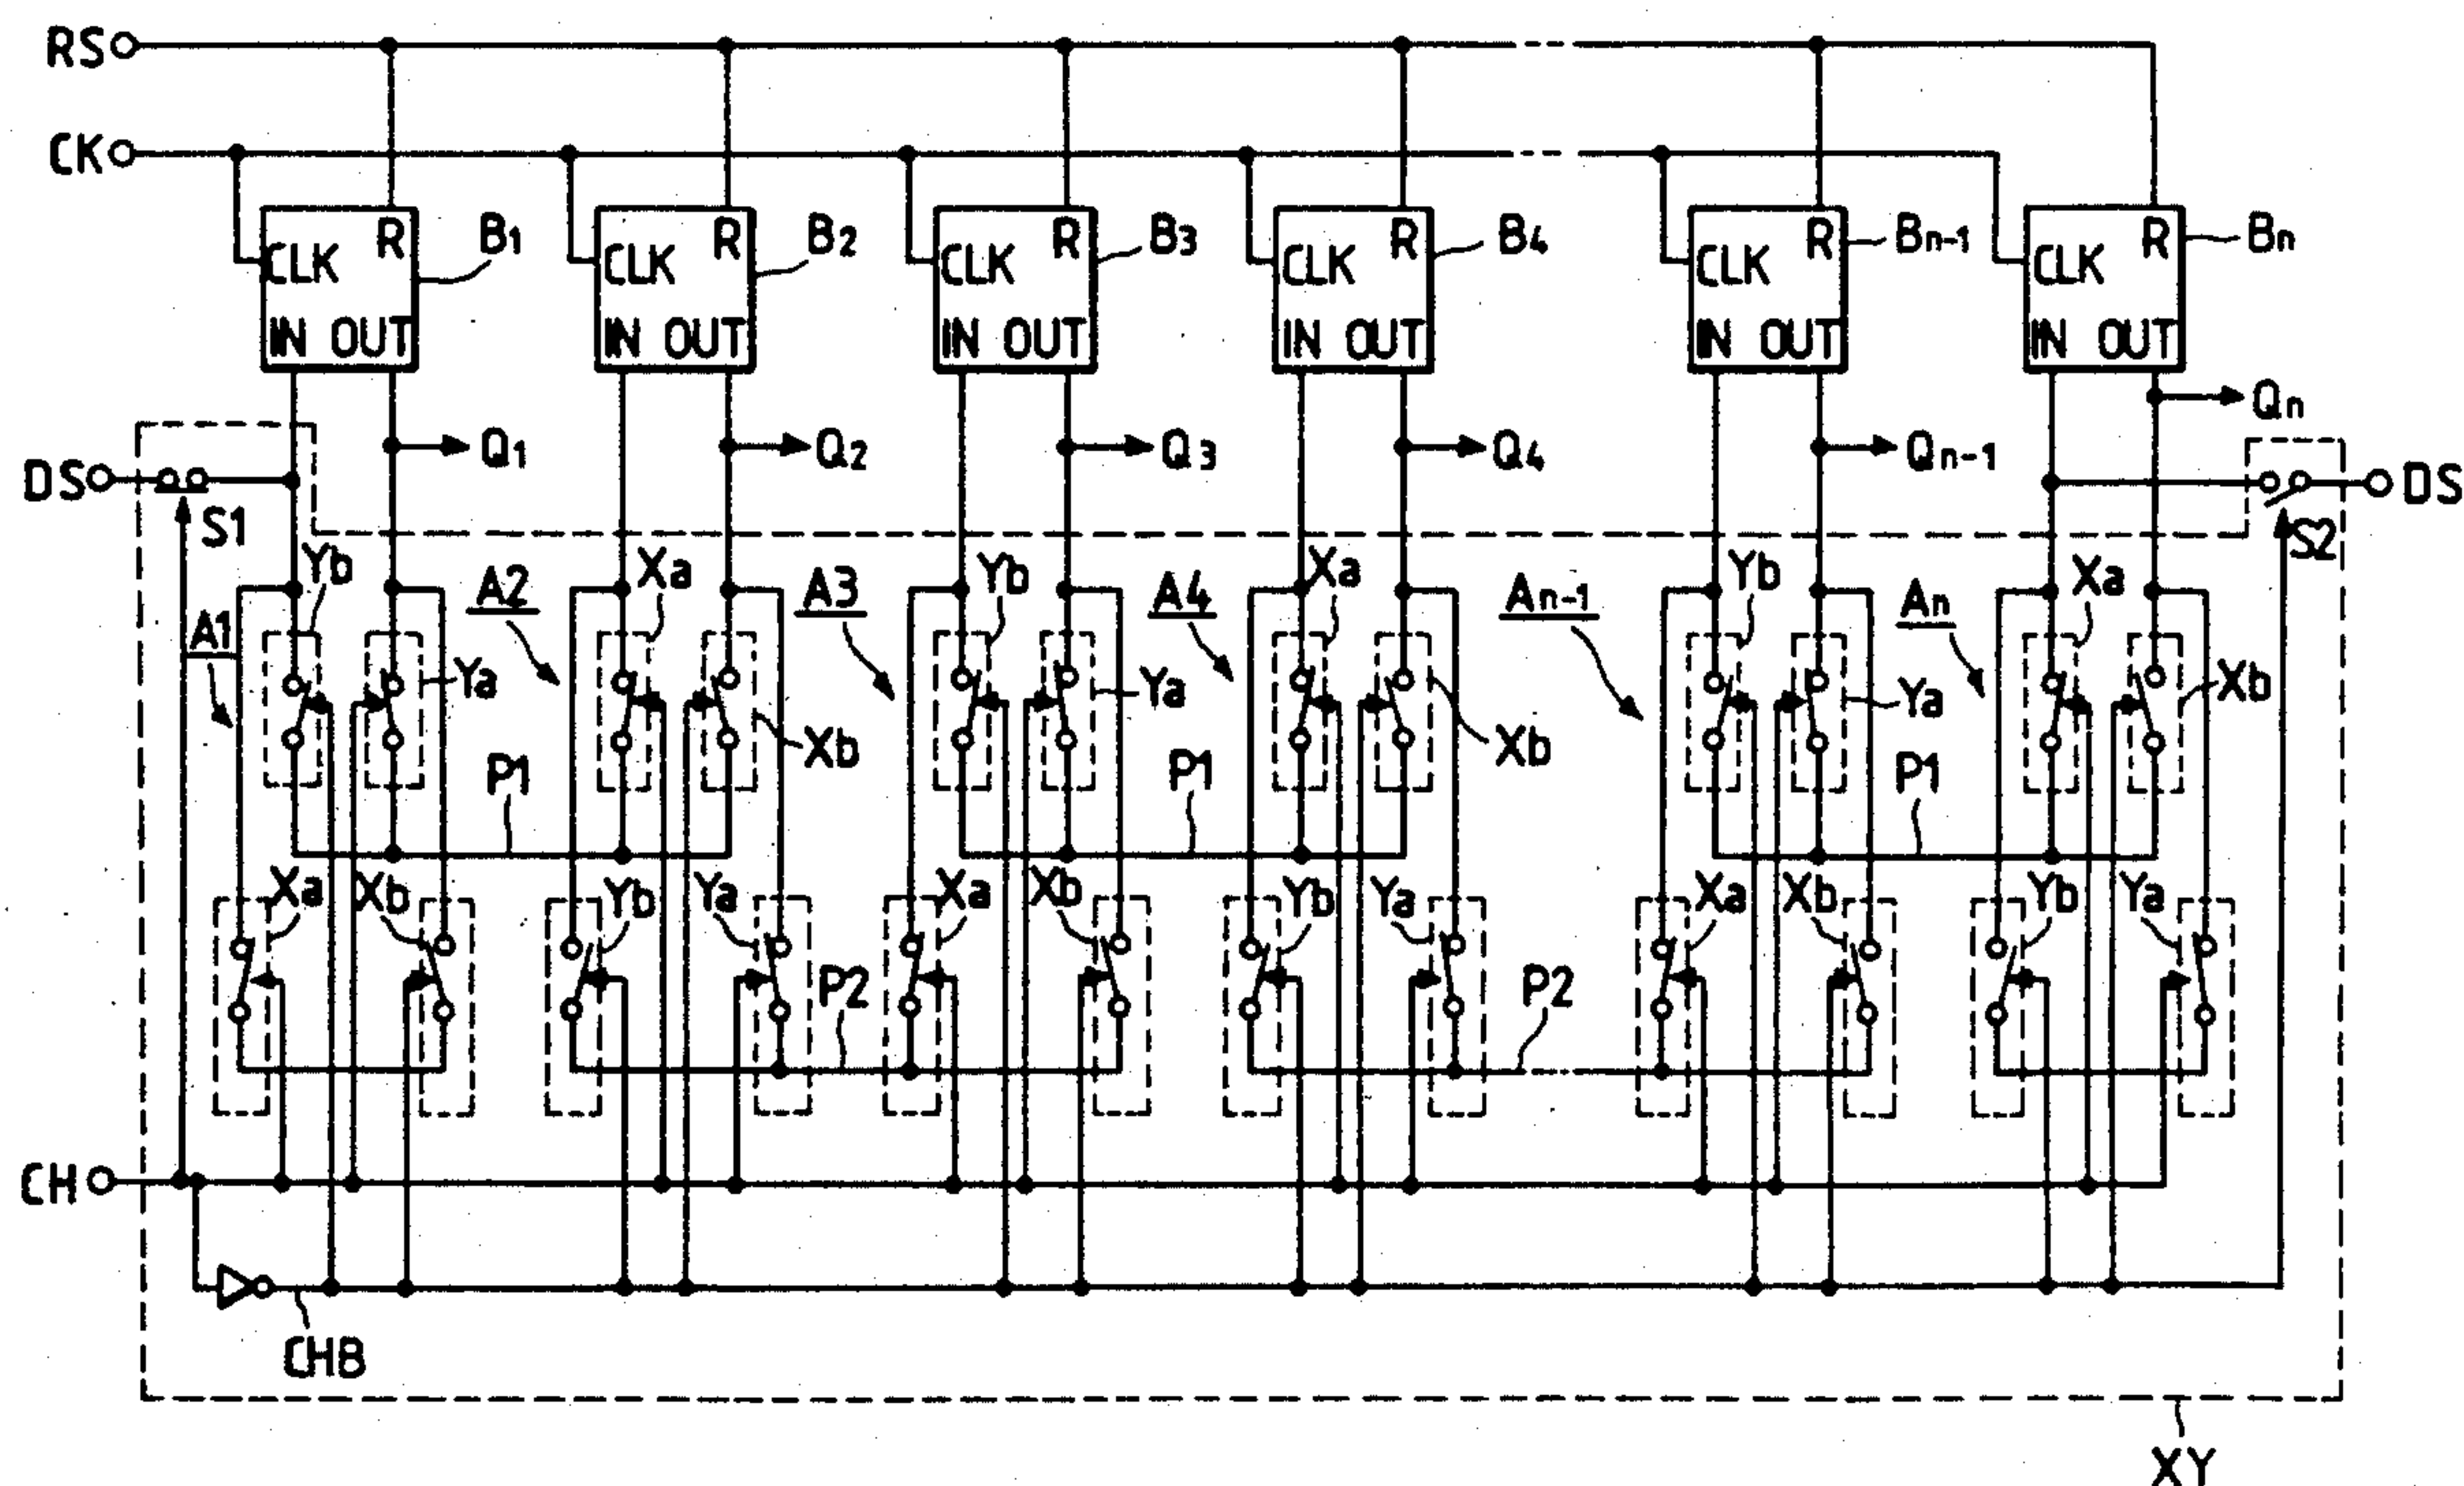 RS
CK
R R R R R R
B1 B2 B3 B4 Bn-1 Bn
CLK CLK CLK CLK CLK CLK
IN OUT IN OUT IN OUT IN OUT IN OUT IN OUT
Qn
Q1 Q2 Q3 Q4 Qn-1
DS DS
S1 S2
Yb Xa Yb Xa Yb Xa
A1 A2 A3 A4 An-1 An
Ya Xb Ya Xb Ya Xb
P1 P1 P1
Xa Xb Yb Ya Xa Xb Yb Ya Xa Xb Yb Ya
P2 P2
CH
CHB
XY